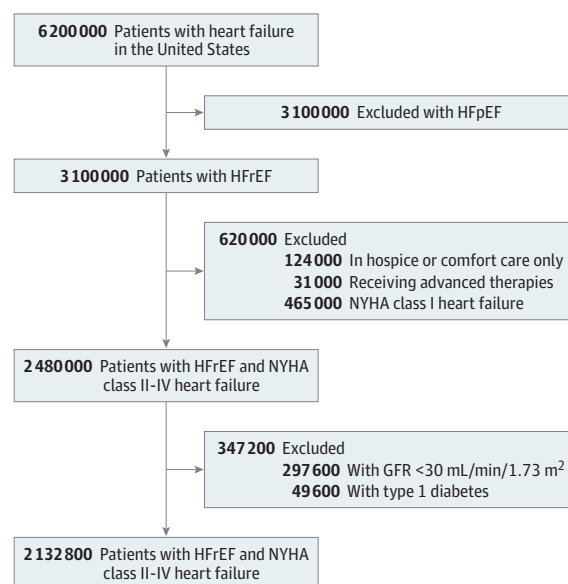 6200000 Patients with heart failure
in the United States
3100000 Excluded with HFpEF
3100000 Patients with HFrEF
620000 Excluded
124000 In hospice or comfort care only
31000 Receiving advanced therapies
465000 NYHA class I heart failure
2480000 Patients with HFrEF and NYHA
class II-IV heart failure
347200 Excluded
297600 With GFR <30 mL/min/1.73 m²
49600 With type 1 diabetes
2132800 Patients with HFrEF and NYHA
class II-IV heart failure